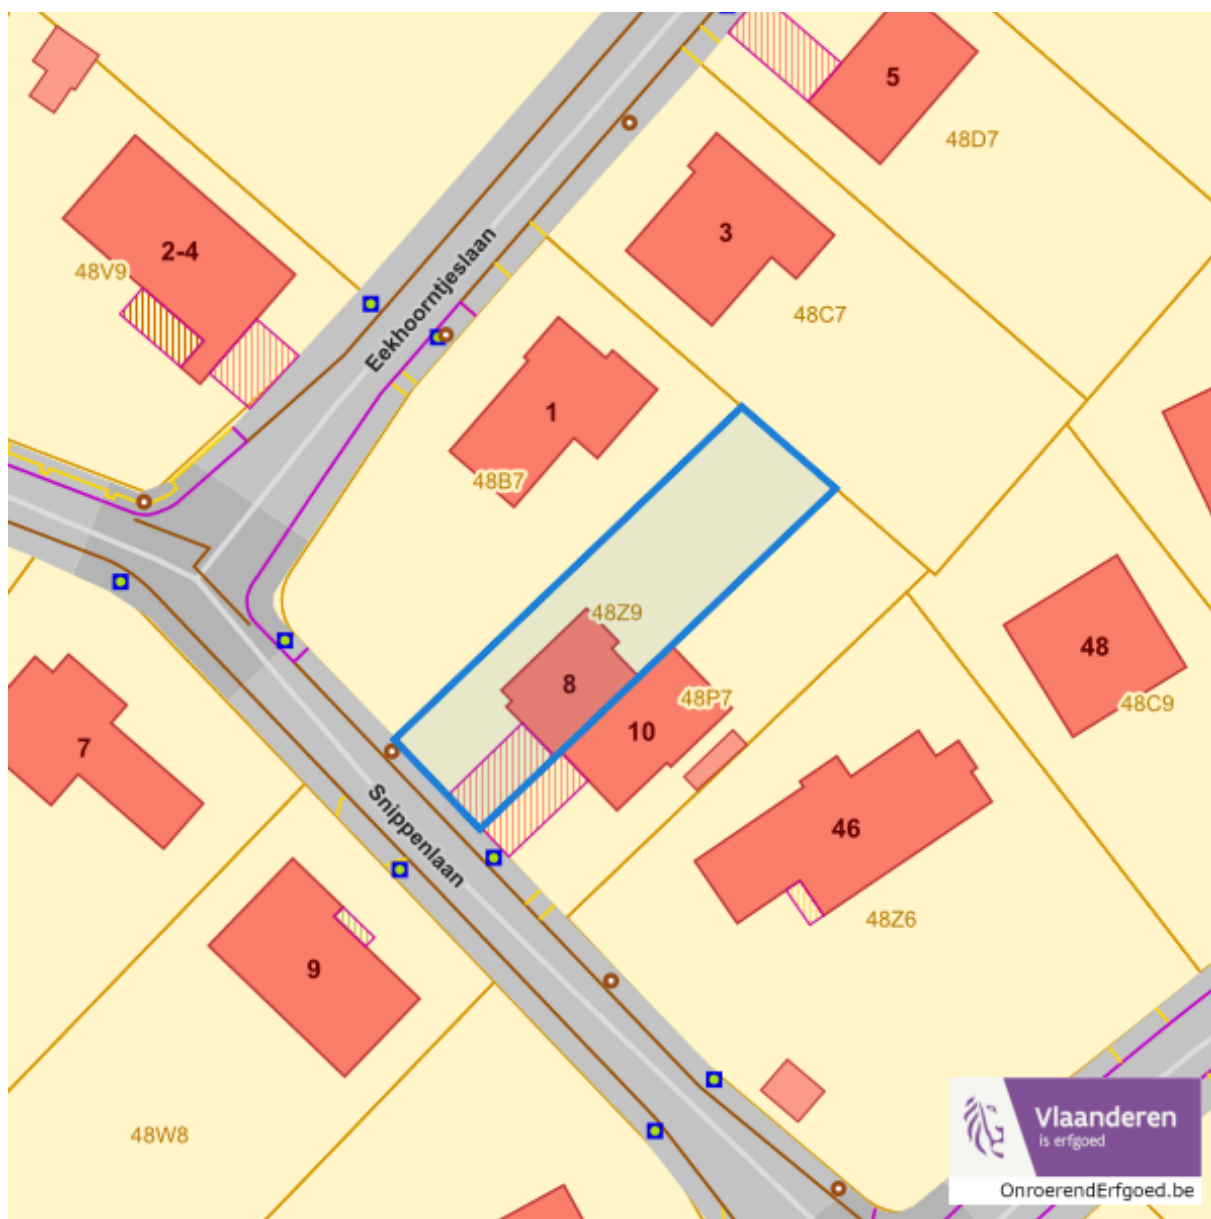 5
48D7
3
2-4
48V9
Eekhoorntjeslaan
48C7
1
48B7
48Z9
48
8
48P7
48C9
10
7
Snippenlaan
46
48Z6
9
48W8
Vlaanderen
is erfgoed
OnroerendErfgoed.be